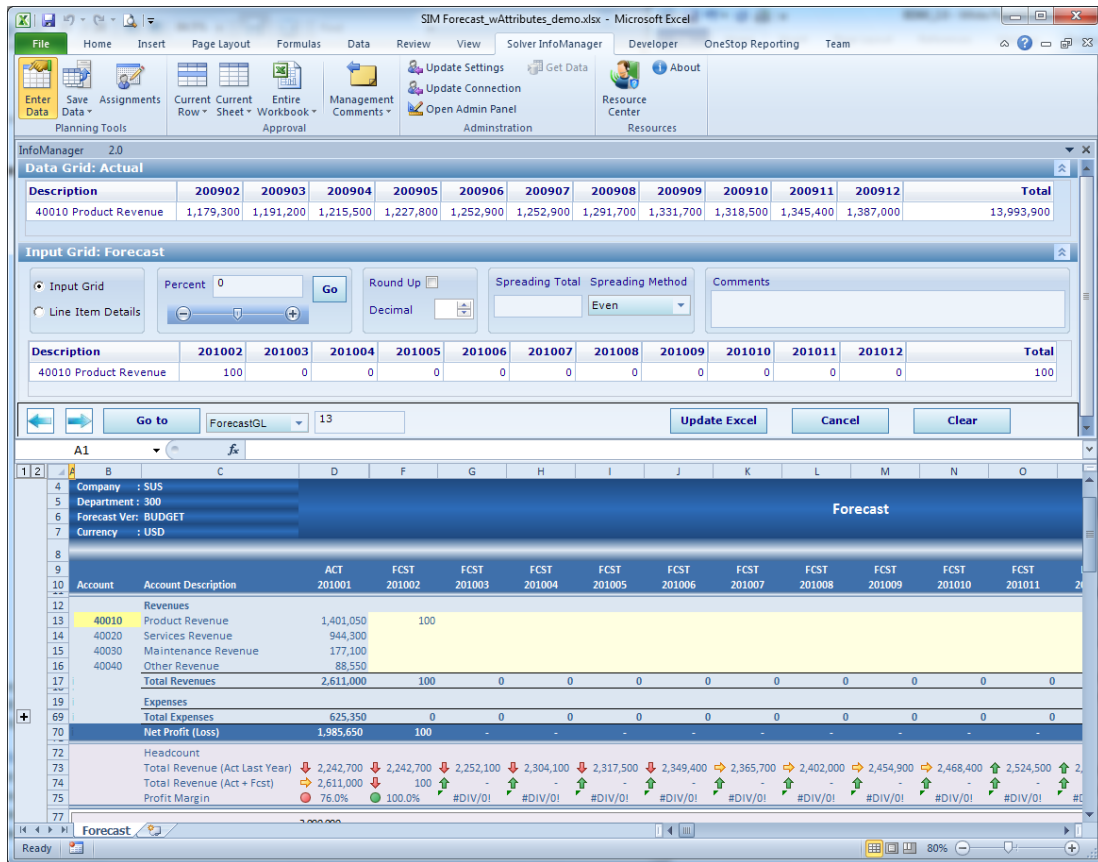 SIM Forecast_wAttributes_demo.xlsx - Microsoft Excel
File Home Insert Page Layout Formulas Data Review View Solver InfoManager Developer OneStop Reporting Team
Enter Data Save Data Assignments Current Row Current Sheet Entire Workbook Management Comments Update Settings Get Data Resource Center About
Update Connection
Open Admin Panel
Planning Tools Approval Adminstration Resources
InfoManager 2.0
Data Grid: Actual
Description 200902 200903 200904 200905 200906 200907 200908 200909 200910 200911 200912 Total
40010 Product Revenue 1,179,300 1,191,200 1,215,500 1,227,800 1,252,900 1,252,900 1,291,700 1,331,700 1,318,500 1,345,400 1,387,000 13,993,900
Input Grid: Forecast
Input Grid Percent 0 Go Round Up Spreading Total Spreading Method Comments
Line Item Details Decimal Even
Description 201002 201003 201004 201005 201006 201007 201008 201009 201010 201011 201012 Total
40010 Product Revenue 100 0 0 0 0 0 0 0 0 0 0 100
Go to ForecastGL 13 Update Excel Cancel Clear
A1 fx
1 2 A B C D F G H I J K L M N O
4 Company : SUS
5 Department : 300
6 Forecast Ver: BUDGET Forecast
7 Currency : USD
8
9 ACT FCST FCST FCST FCST FCST FCST FCST FCST FCST FCST
10 Account Account Description 201001 201002 201003 201004 201005 201006 201007 201008 201009 201010 201011
12 Revenues
13 40010 Product Revenue 1,401,050 100
14 40020 Services Revenue 944,300
15 40030 Maintenance Revenue 177,100
16 40040 Other Revenue 88,550
17 Total Revenues 2,611,000 100 0 0 0 0 0 0 0 0 0
19 Expenses
69 Total Expenses 625,350 0 0 0 0 0 0 0 0 0 0
70 Net Profit (Loss) 1,985,650 100 - - - - - - - - -
72 Headcount
73 Total Revenue (Act Last Year) 2,242,700 2,242,700 2,252,100 2,304,100 2,317,500 2,349,400 2,365,700 2,402,000 2,454,900 2,468,400 2,524,500 2,
74 Total Revenue (Act + Fcst) 2,611,000 100 - - - - - - - - -
75 Profit Margin 76.0% 100.0% #DIV/0! #DIV/0! #DIV/0! #DIV/0! #DIV/0! #DIV/0! #DIV/0! #DIV/0! #DIV/0!
77
Forecast
Ready 80%